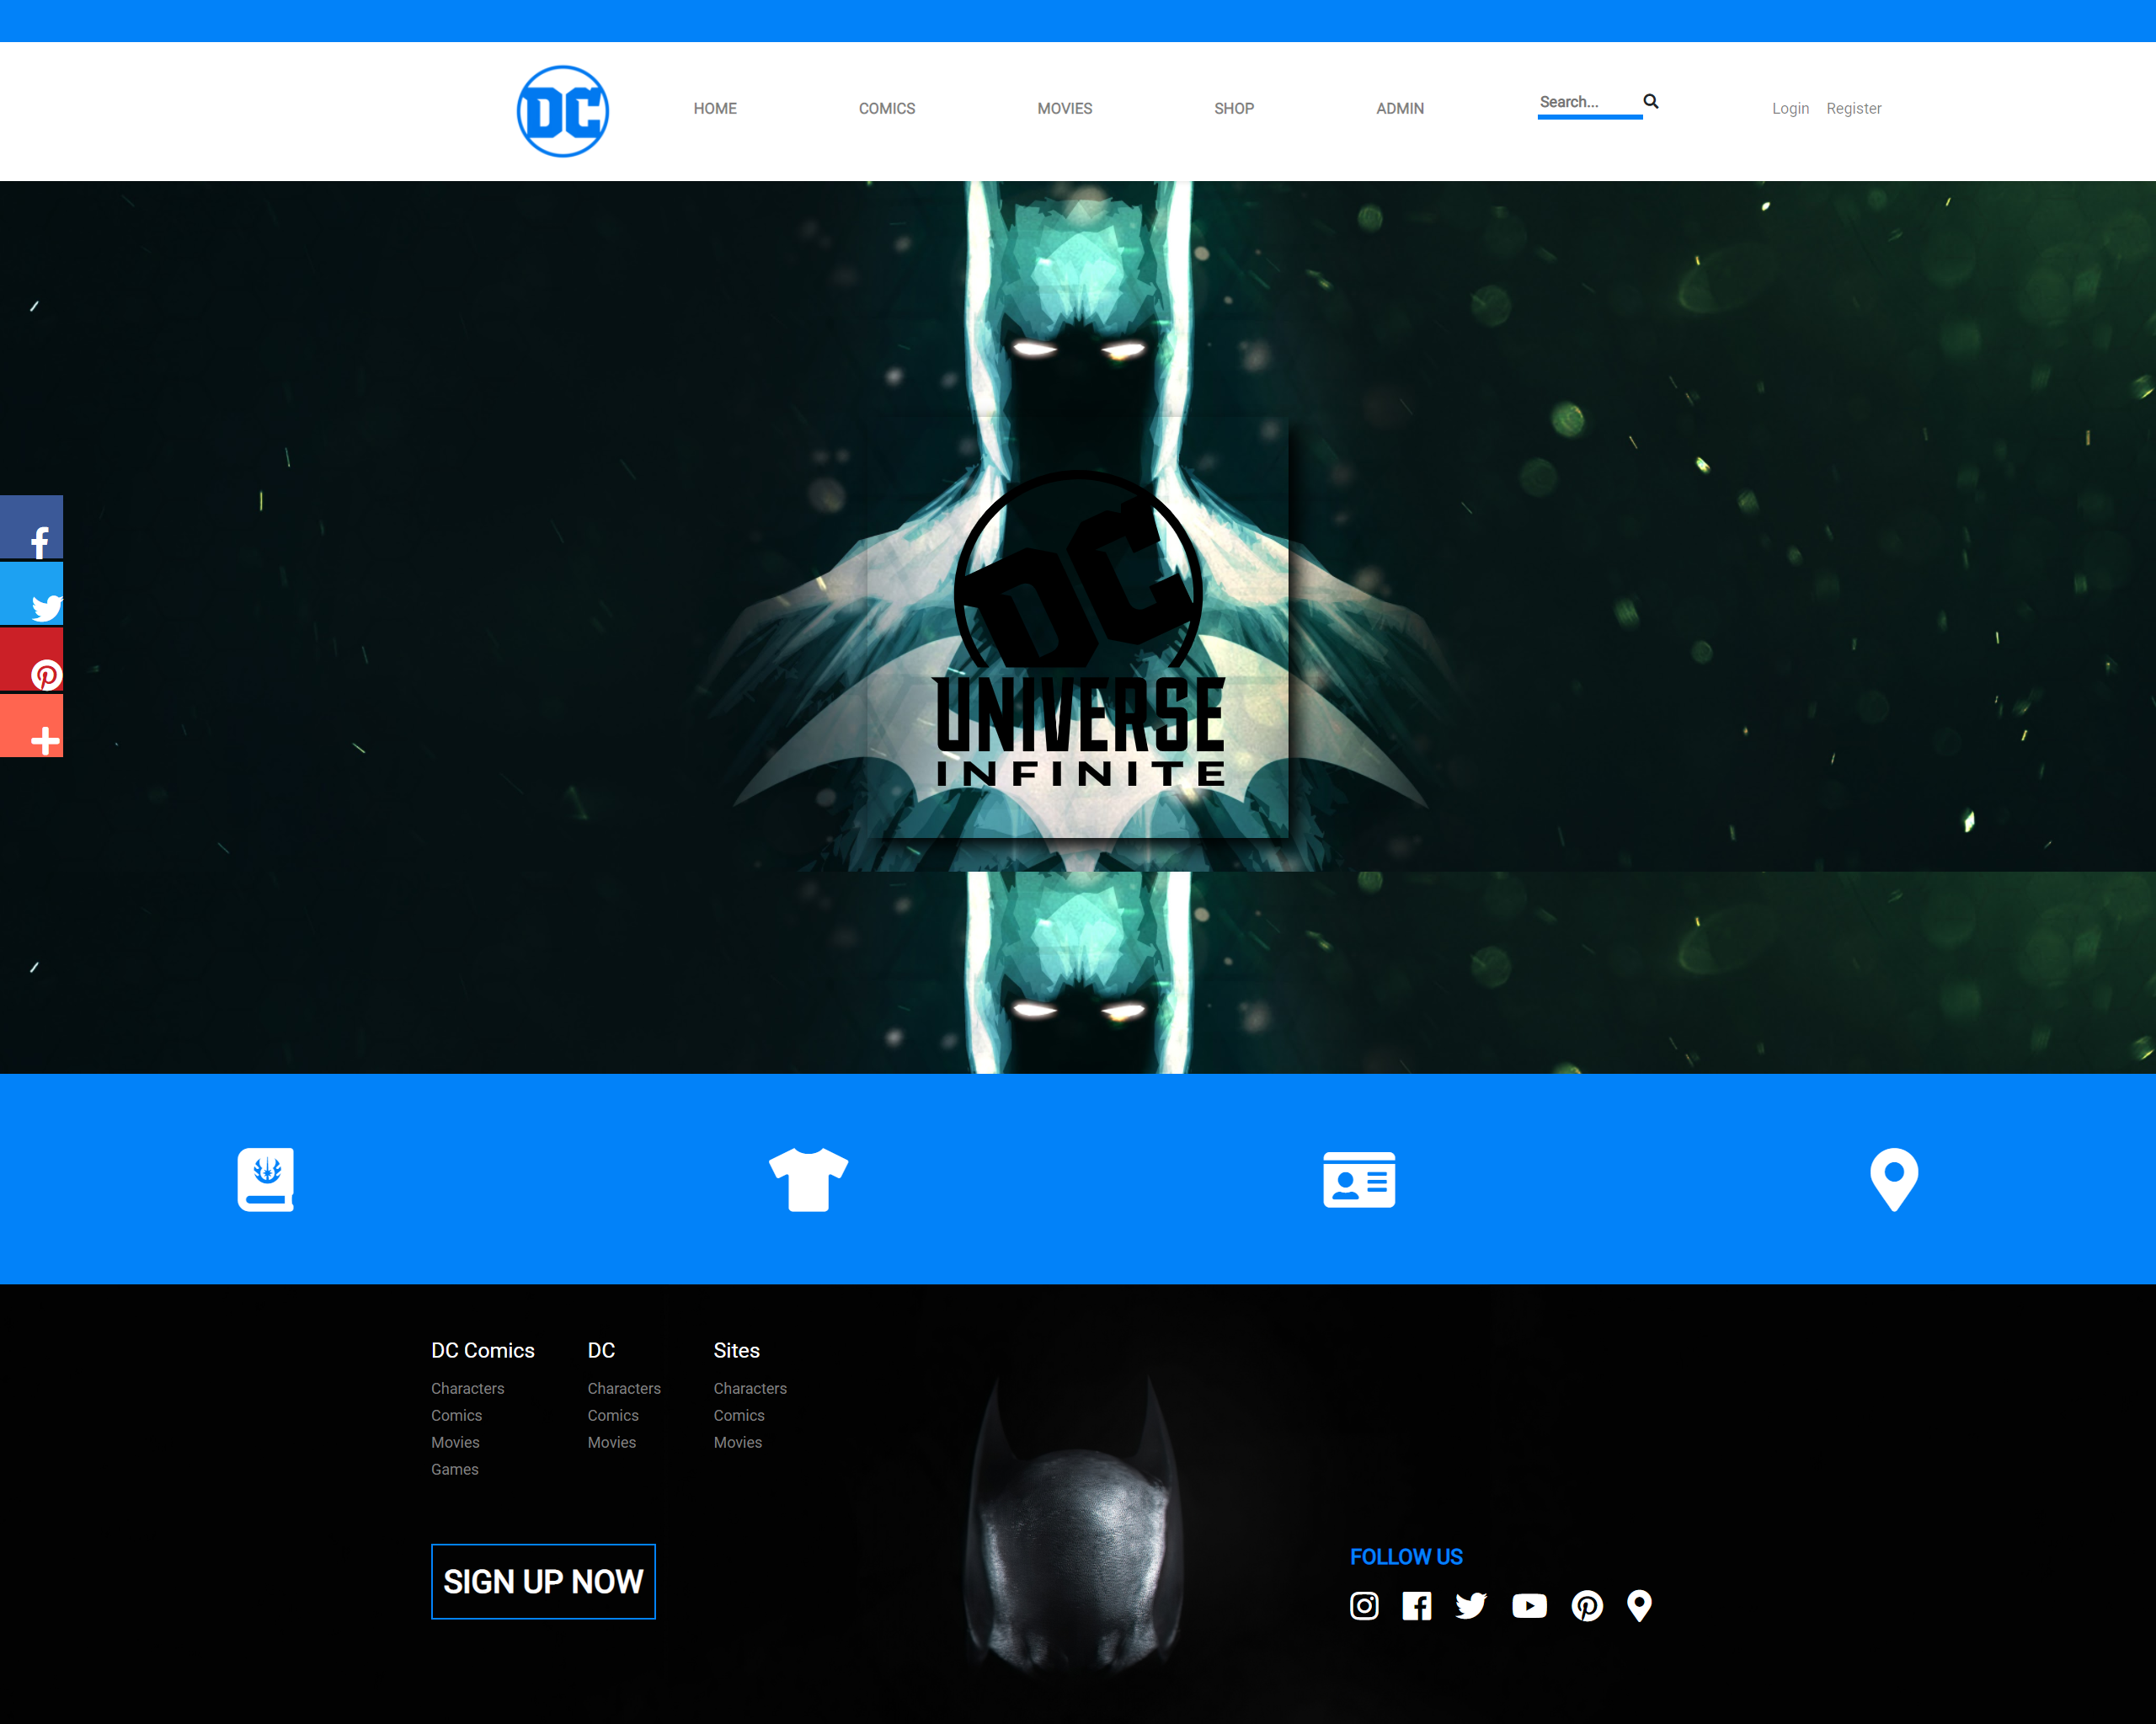 DC
HOME
COMICS
MOVIES
SHOP
ADMIN
Search...
Login
Register
DC
UNIVERSE
INFINITE
DC Comics
Characters
Comics
Movies
Games
DC
Characters
Comics
Movies
Sites
Characters
Comics
Movies
SIGN UP NOW
FOLLOW US